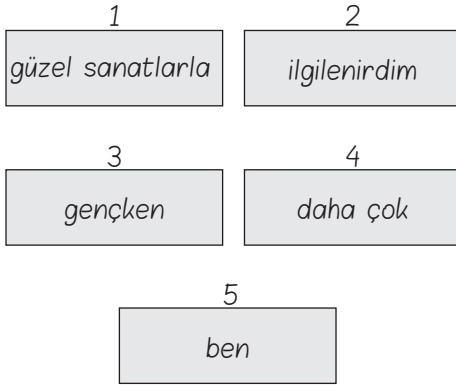 1 2
güzel sanatlarla ilgilenirdim
3 4
gençken daha çok
5
ben